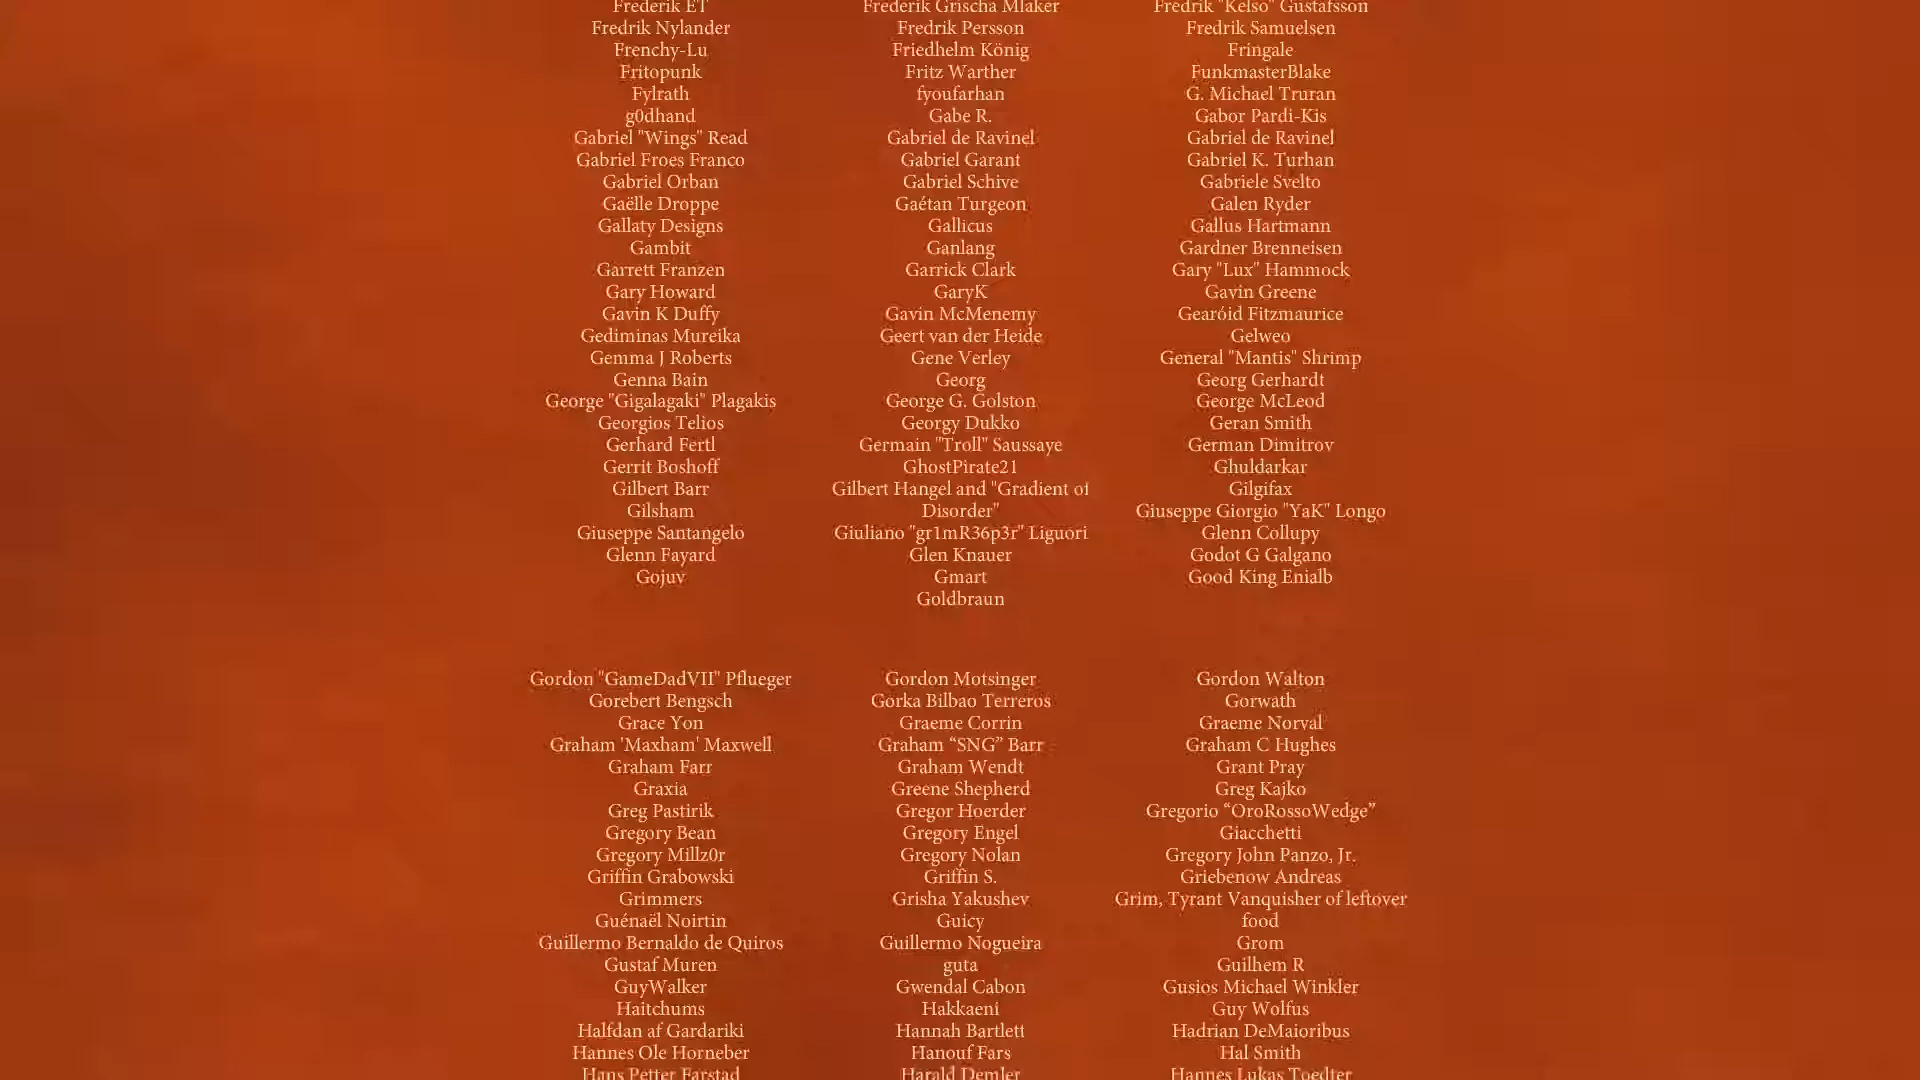 Frederik ET
Frederik Grischa Mlaker
Fredrik "Kelso" Gustafsson
Fredrik Nylander
Fredrik Persson
Fredrik Samuelsen
Frenchy-Lu
Friedhelm König
Fringale
Fritopunk
Fritz Warther
FunkmasterBlake
Fylrath
fyoufarhan
G. Michael Truran
g0dhand
Gabe R.
Gabor Pardi-Kis
Gabriel "Wings" Read
Gabriel de Ravinel
Gabriel de Ravinel
Gabriel Froes Franco
Gabriel Garant
Gabriel K. Turhan
Gabriel Orban
Gabriel Schive
Gabriele Svelto
Gaëlle Droppe
Gaétan Turgeon
Galen Ryder
Gallaty Designs
Gallicus
Gallus Hartmann
Gambit
Ganlang
Gardner Brenneisen
Garrett Franzen
Garrick Clark
Gary "Lux" Hammock
Gary Howard
GaryK
Gavin Greene
Gavin K Duffy
Gavin McMenemy
Gearóid Fitzmaurice
Gediminas Mureika
Geert van der Heide
Gelweo
Gemma J Roberts
Gene Verley
General "Mantis" Shrimp
Genna Bain
Georg
Georg Gerhardt
George "Gigalagaki" Plagakis
George G. Golston
George McLeod
Georgios Telios
Georgy Dukko
Geran Smith
Gerhard Fertl
Germain "Troll" Saussaye
German Dimitrov
Gerrit Boshoff
GhostPirate21
Ghuldarkar
Gilbert Barr
Gilbert Hangel and "Gradient of
Gilgifax
Gilsham
Disorder"
Giuseppe Giorgio "YaK" Longo
Giuseppe Santangelo
Giuliano "gr1mR36p3r" Liguori
Glenn Collupy
Glenn Fayard
Glen Knauer
Godot G Galgano
Gojuv
Gmart
Good King Enialb
Goldbraun
Gordon "GameDadVII" Pflueger
Gordon Motsinger
Gordon Walton
Gorebert Bengsch
Gorka Bilbao Terreros
Gorwath
Grace Yon
Graeme Corrin
Graeme Norval
Graham 'Maxham' Maxwell
Graham “SNG” Barr
Graham C Hughes
Graham Farr
Graham Wendt
Grant Pray
Graxia
Greene Shepherd
Greg Kajko
Greg Pastirik
Gregor Hoerder
Gregorio “OroRossoWedge”
Gregory Bean
Gregory Engel
Giacchetti
Gregory Millz0r
Gregory Nolan
Gregory John Panzo, Jr.
Griffin Grabowski
Griffin S.
Griebenow Andreas
Grimmers
Grisha Yakushev
Grim, Tyrant Vanquisher of leftover
Guénaël Noirtin
Guicy
food
Guillermo Bernaldo de Quiros
Guillermo Nogueira
Grom
Gustaf Muren
guta
Guilhem R
GuyWalker
Gwendal Cabon
Gusios Michael Winkler
Haitchums
Hakkaeni
Guy Wolfus
Halfdan af Gardariki
Hannah Bartlett
Hadrian DeMaioribus
Hannes Ole Horneber
Hanouf Fars
Hal Smith
Hans Petter Farstad
Harald Demler
Hannes Lukas Toedter